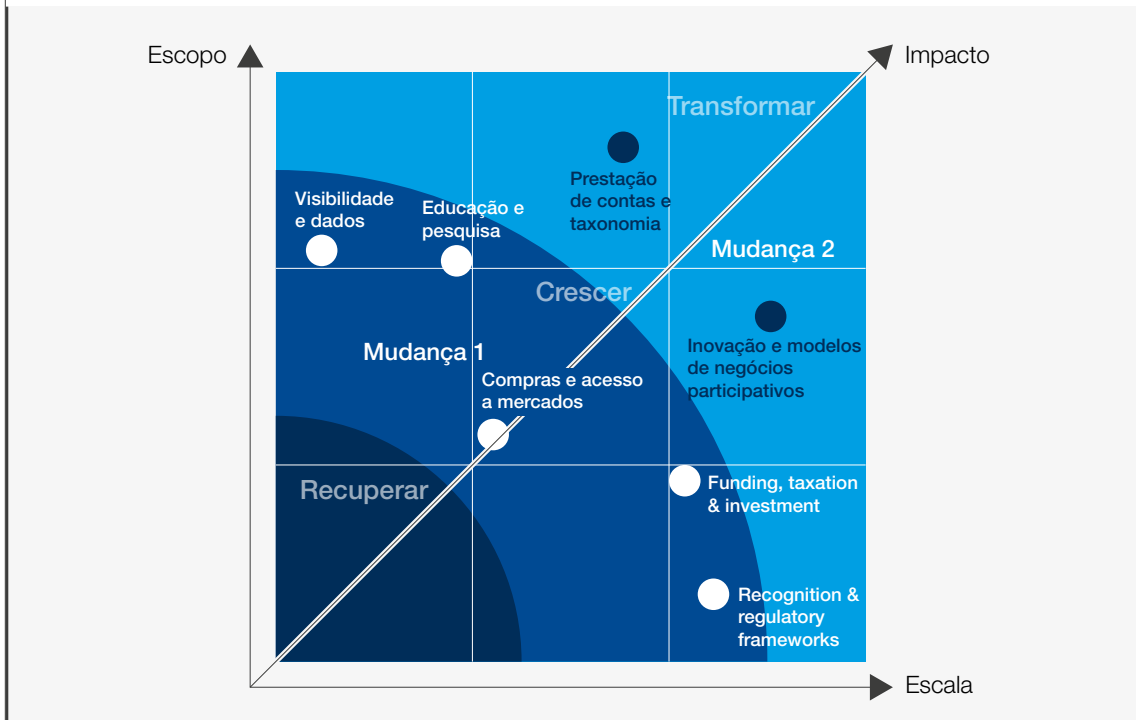 Escopo
Impacto
Transformar
Prestação
de contas e
taxonomia
Visibilidade
e dados
Educação e
pesquisa
Mudança 2
Crescer
Mudança 1
Inovação e modelos
de negócios
participativos
Compras e acesso
a mercados
Recuperar
Funding, taxation
& investment
Recognition &
regulatory
frameworks
Escala